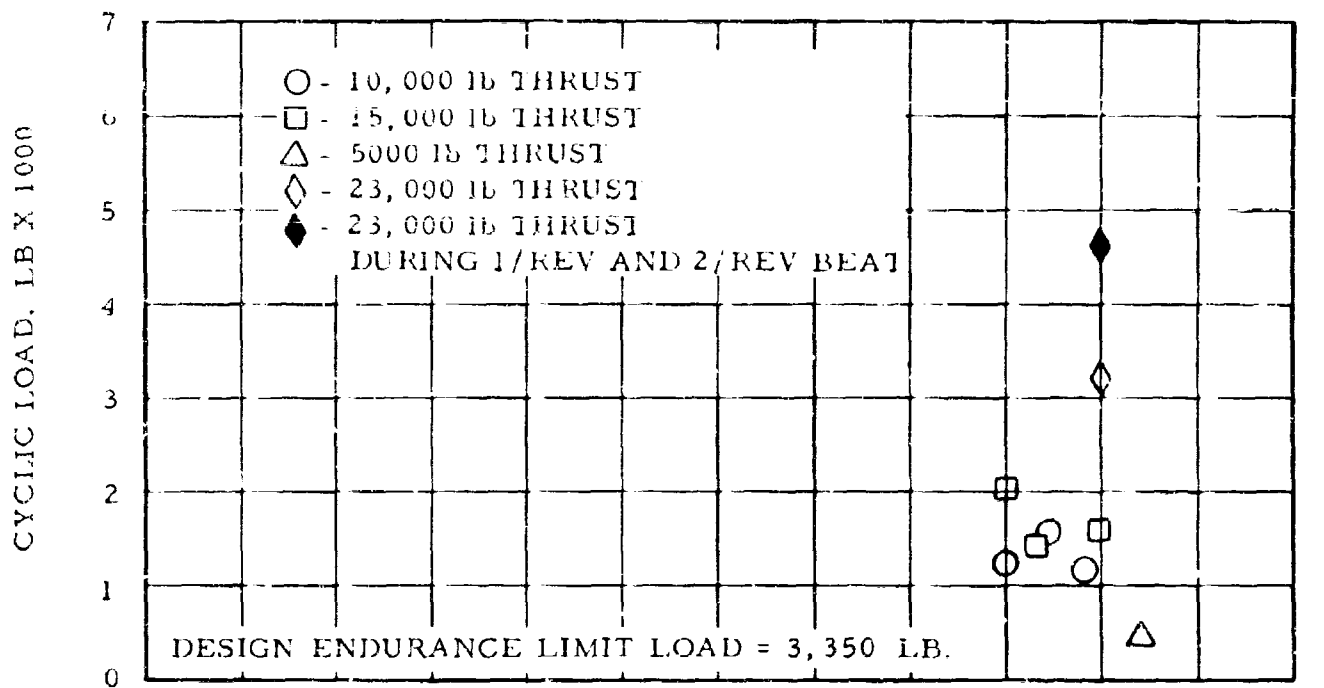 CYCLIC LOAD, LB X 1000
7
6
5
4
3
2
1
0
- 10,000 lb THRUST
- 15,000 lb THRUST
- 5000 lb THRUST
- 23,000 lb THRUST
- 23,000 lb THRUST
DURING 1/REV AND 2/REV BEAT
DESIGN ENDURANCE LIMIT LOAD = 3,350 LB.